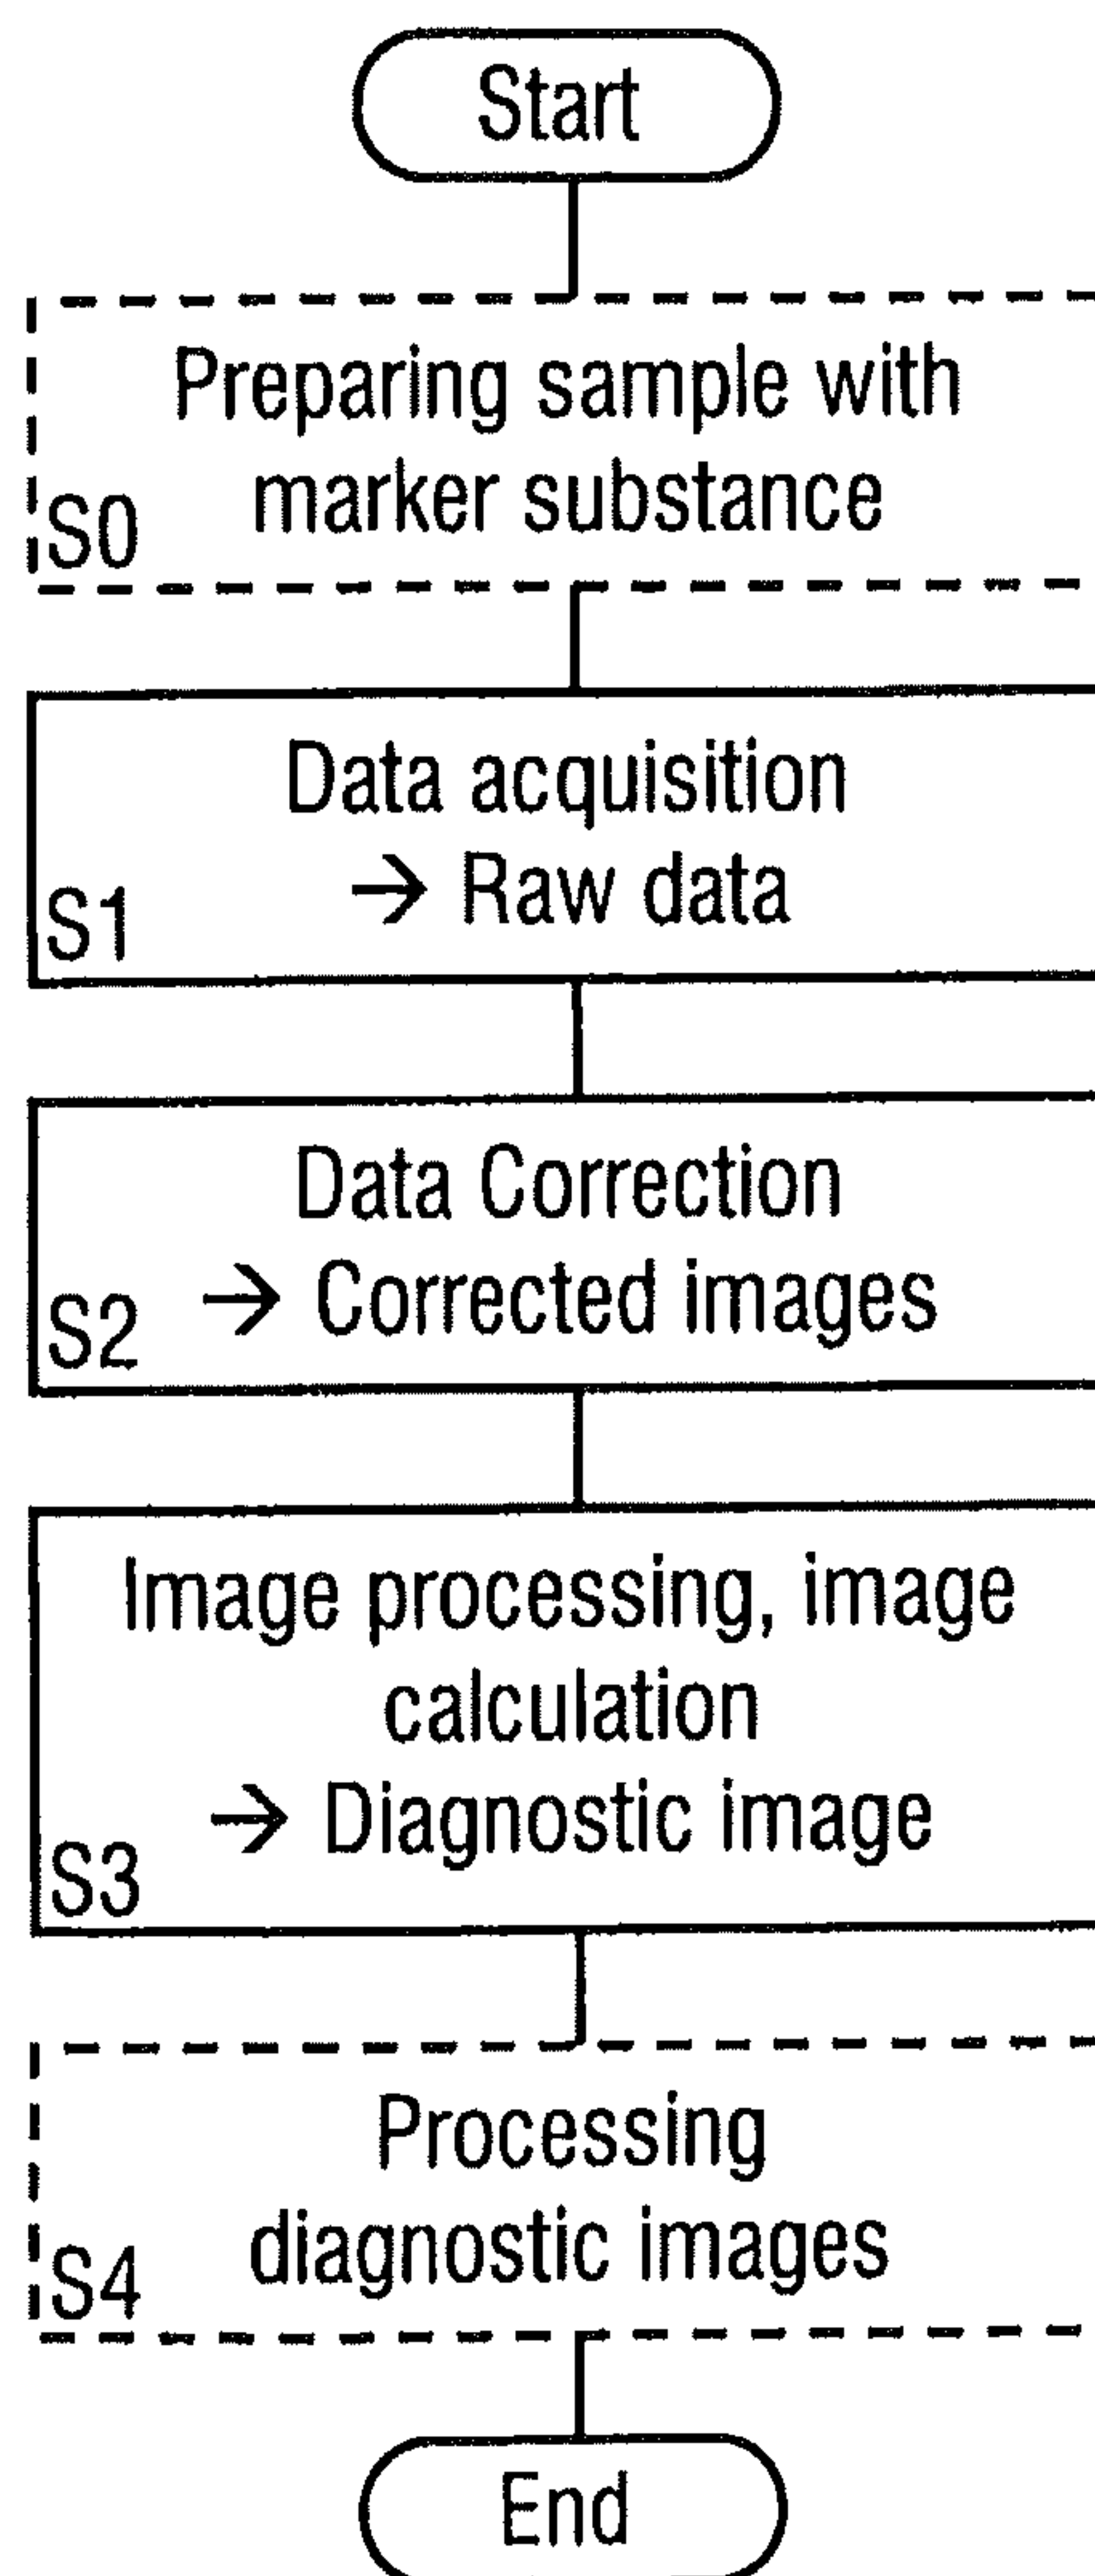 Start
Preparing sample with
marker substance
S0
Data acquisition
→ Raw data
S1
Data Correction
→ Corrected images
S2
Image processing, image
calculation
→ Diagnostic image
S3
Processing
diagnostic images
S4
End